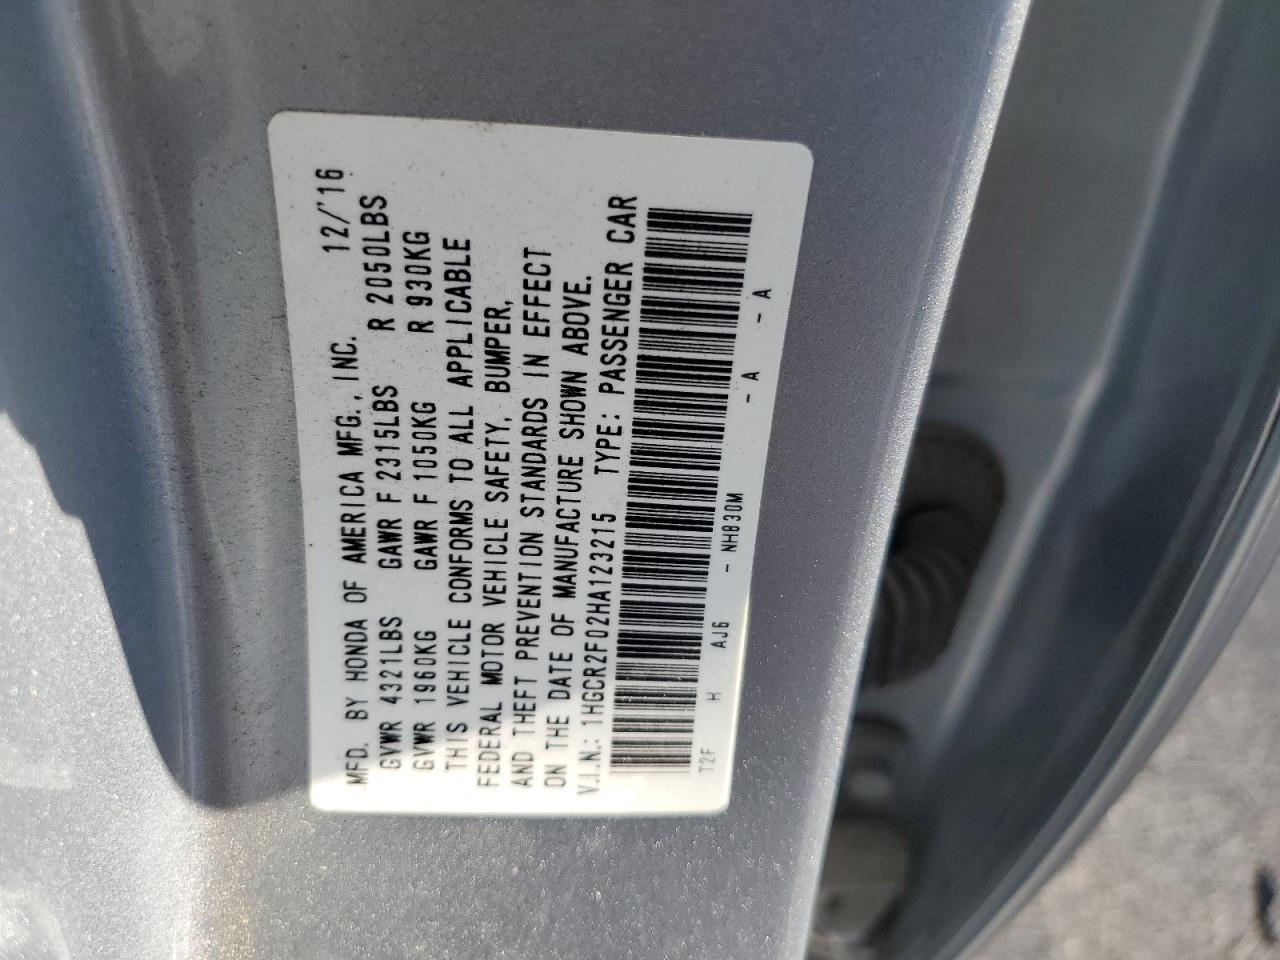 MFD. BY HONDA OF AMERICA MFG., INC. 12/'16
GVWR 4321LBS GAWR F 2315LBS R 2050LBS
GVWR 1960KG GAWR F 1050KG R 930KG
THIS VEHICLE CONFORMS TO ALL APPLICABLE
FEDERAL MOTOR VEHICLE SAFETY, BUMPER,
AND THEFT PREVENTION STANDARDS IN EFFECT
ON THE DATE OF MANUFACTURE SHOWN ABOVE.
V.I.N.: 1HGCR2F02HA123215 TYPE: PASSENGER CAR
T2F H AJ6 - NH830M - A - A